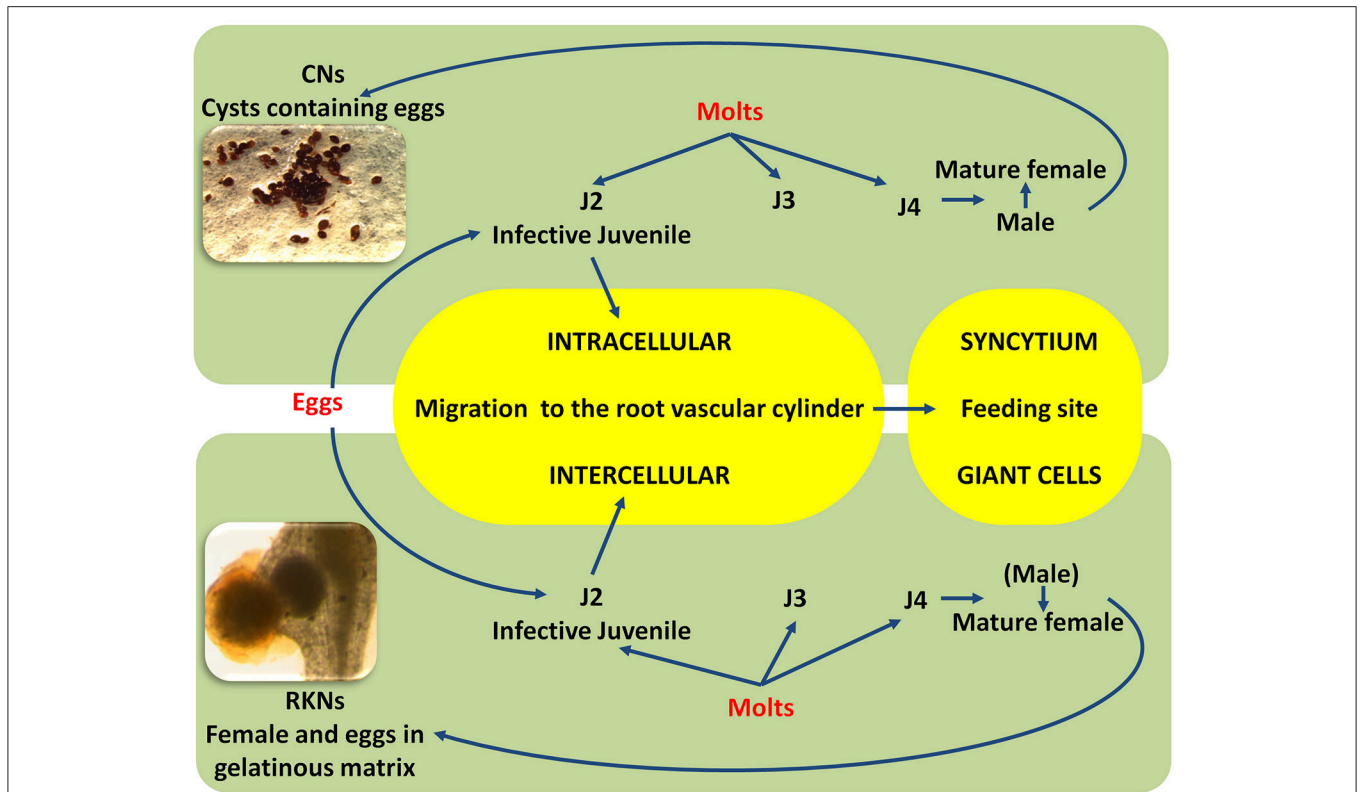 CNs
Cysts containing eggs
Molts
J2
Infective Juvenile
J3
J4
Mature female
Male
INTRACELLULAR
SYNCYTIUM
Eggs
Migration to the root vascular cylinder
Feeding site
INTERCELLULAR
GIANT CELLS
J2
Infective Juvenile
J3
J4
(Male)
Mature female
Molts
RKNs
Female and eggs in
gelatinous matrix